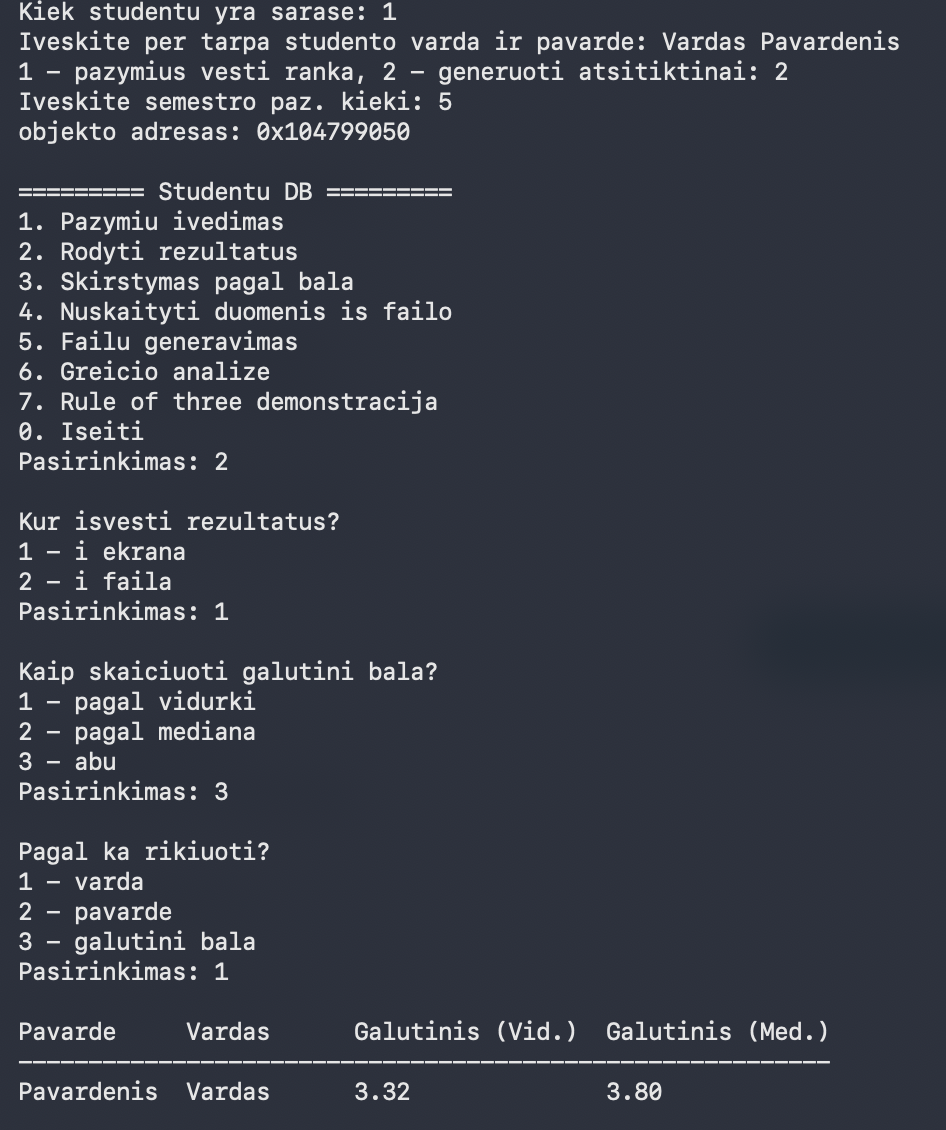 Kiek studentu yra sarase: 1
Iveskite per tarpa studento varda ir pavarde: Vardas Pavardenis
1 – pazymius vesti ranka, 2 – generuoti atsitiktinai: 2
Iveskite semestro paz. kieki: 5
objekto adresas: 0x104799050
========= Studentu DB =========
1. Pazymiu ivedimas
2. Rodyti rezultatus
3. Skirstymas pagal bala
4. Nuskaityti duomenis is failo
5. Failu generavimas
6. Greicio analize
7. Rule of three demonstracija
0. Iseiti
Pasirinkimas: 2
Kur isvesti rezultatus?
1 – i ekrana
2 – i faila
Pasirinkimas: 1
Kaip skaiciuoti galutini bala?
1 – pagal vidurki
2 – pagal mediana
3 – abu
Pasirinkimas: 3
Pagal ka rikiuoti?
1 – varda
2 – pavarde
3 – galutini bala
Pasirinkimas: 1
Pavarde     Vardas      Galutinis (Vid.)  Galutinis (Med.)
----------------------------------------------------------
Pavardenis  Vardas      3.32              3.80